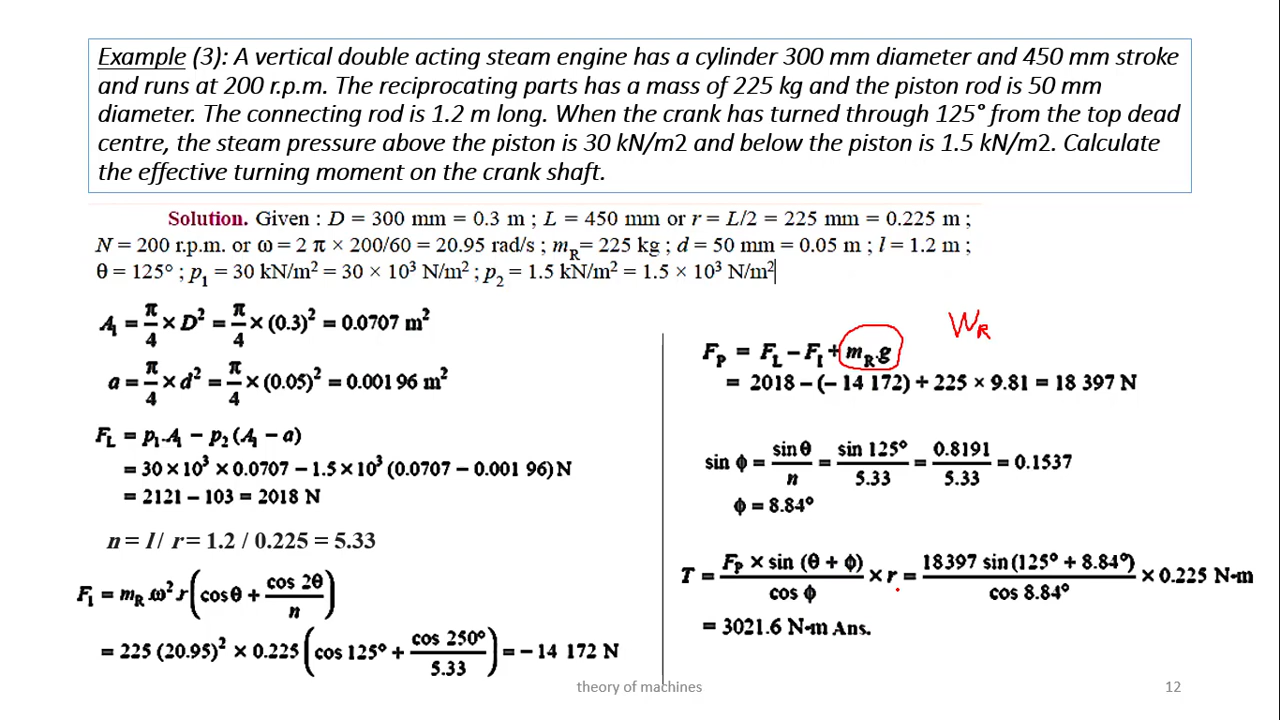 Example (3): A vertical double acting steam engine has a cylinder 300 mm diameter and 450 mm stroke
and runs at 200 r.p.m. The reciprocating parts has a mass of 225 kg and the piston rod is 50 mm
diameter. The connecting rod is 1.2 m long. When the crank has turned through 125° from the top dead
centre, the steam pressure above the piston is 30 kN/m2 and below the piston is 1.5 kN/m2. Calculate
the effective turning moment on the crank shaft.
Solution. Given : D = 300 mm = 0.3 m ; L = 450 mm or r = L/2 = 225 mm = 0.225 m ;
N = 200 r.p.m. or ω = 2 π × 200/60 = 20.95 rad/s ; m_R = 225 kg ; d = 50 mm = 0.05 m ; l = 1.2 m ;
θ = 125° ; p₁ = 30 kN/m² = 30 × 10³ N/m² ; p₂ = 1.5 kN/m² = 1.5 × 10³ N/m²
A₁ = π/4 × D² = π/4 × (0.3)² = 0.0707 m²
a = π/4 × d² = π/4 × (0.05)² = 0.001 96 m²
F_L = p₁.A₁ − p₂ (A₁ − a)
= 30 × 10³ × 0.0707 − 1.5 × 10³ (0.0707 − 0.001 96) N
= 2121 − 103 = 2018 N
n = l / r = 1.2 / 0.225 = 5.33
F_I = m_R.ω².r (cos θ + cos 2θ / n)
= 225 (20.95)² × 0.225 (cos 125° + cos 250° / 5.33) = − 14 172 N
W_R
F_P = F_L − F_I + m_R.g
= 2018 − (− 14 172) + 225 × 9.81 = 18 397 N
sin ϕ = sin θ / n = sin 125° / 5.33 = 0.8191 / 5.33 = 0.1537
ϕ = 8.84°
T = F_P × sin (θ + ϕ) / cos ϕ × r = 18397 sin (125° + 8.84°) / cos 8.84° × 0.225 N-m
= 3021.6 N-m Ans.
theory of machines
12